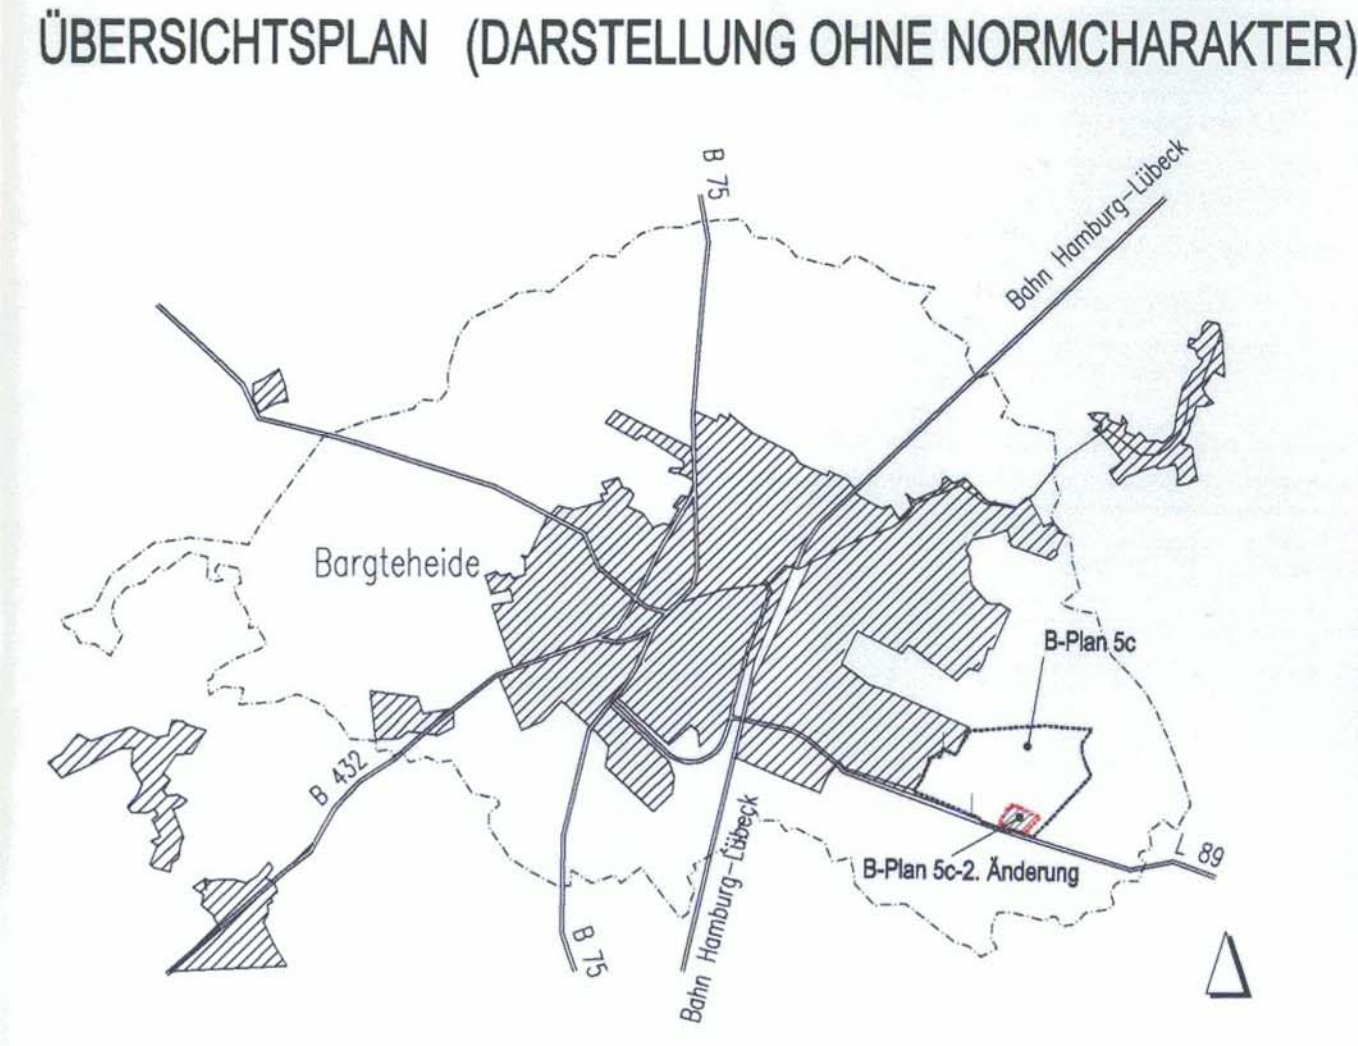 ÜBERSICHTSPLAN (DARSTELLUNG OHNE NORMCHARAKTER)
B 75
Bahn Hamburg-Lübeck
Bargteheide
B-Plan 5c
B 432
B-Plan 5c-2. Änderung
L 89
Bahn Hamburg-Lübeck
B 75